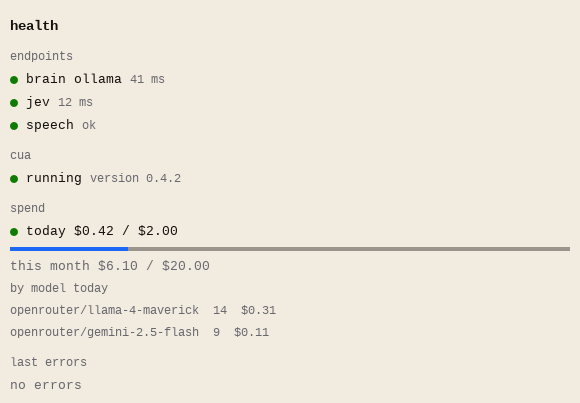 health
endpoints
brain ollama 41 ms
jev 12 ms
speech ok
cua
running version 0.4.2
spend
today $0.42 / $2.00
this month $6.10 / $20.00
by model today
openrouter/llama-4-maverick 14 $0.31
openrouter/gemini-2.5-flash 9 $0.11
last errors
no errors